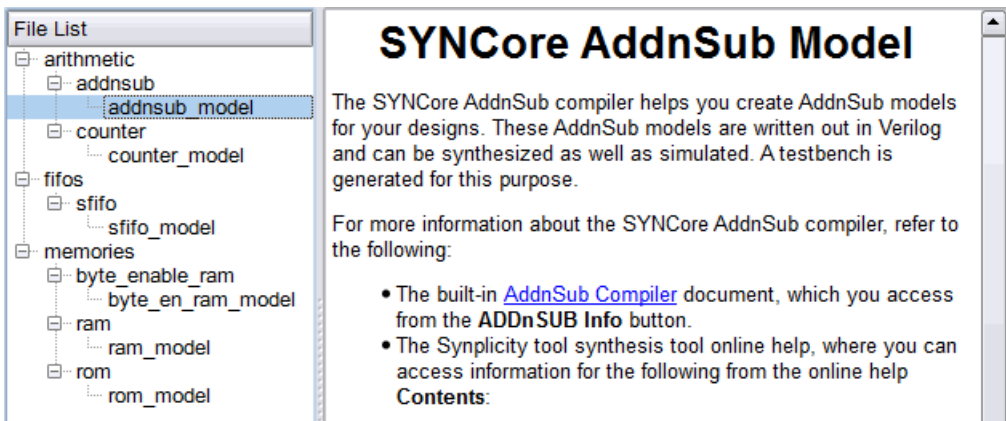 File List
arithmetic
addnsub
addnsub_model
counter
counter_model
fifos
sfifo
sfifo_model
memories
byte_enable_ram
byte_en_ram_model
ram
ram_model
rom
rom_model
SYNCore AddnSub Model
The SYNCore AddnSub compiler helps you create AddnSub models
for your designs. These AddnSub models are written out in Verilog
and can be synthesized as well as simulated. A testbench is
generated for this purpose.
For more information about the SYNCore AddnSub compiler, refer to
the following:
• The built-in AddnSub Compiler document, which you access
from the ADDnSUB Info button.
• The Synplicity tool synthesis tool online help, where you can
access information for the following from the online help
Contents: